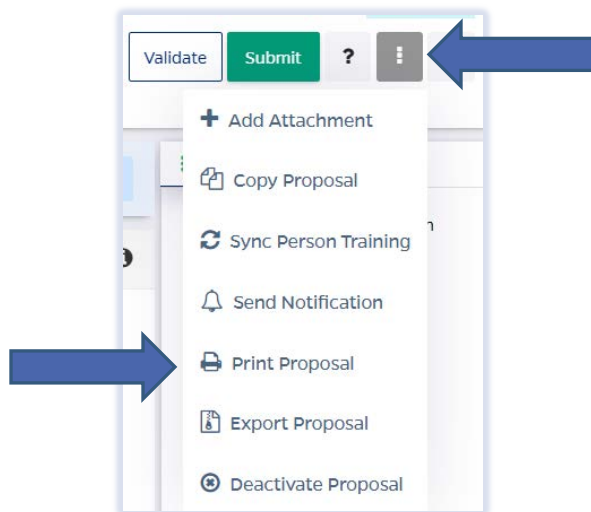 Validate Submit ?
Add Attachment
Copy Proposal
Sync Person Training
Send Notification
Print Proposal
Export Proposal
Deactivate Proposal